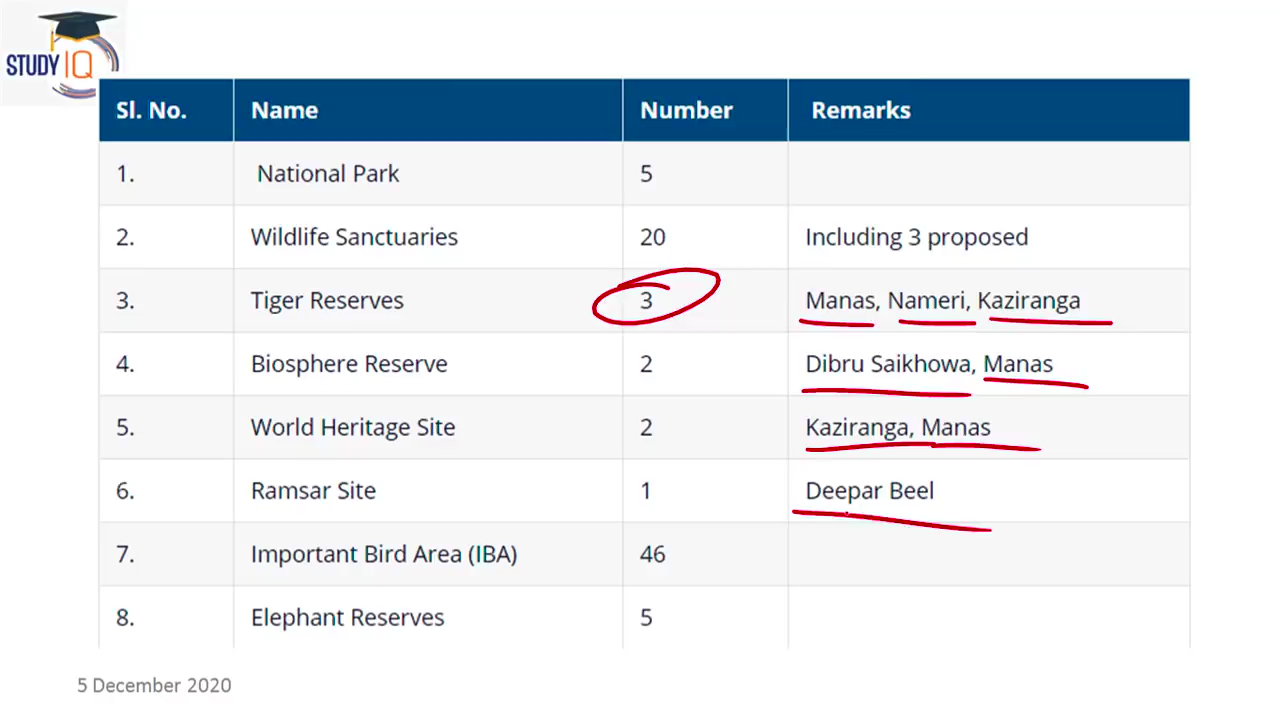 STUDY IQ
Sl. No. Name Number Remarks
1. National Park 5
2. Wildlife Sanctuaries 20 Including 3 proposed
3. Tiger Reserves 3 Manas, Nameri, Kaziranga
4. Biosphere Reserve 2 Dibru Saikhowa, Manas
5. World Heritage Site 2 Kaziranga, Manas
6. Ramsar Site 1 Deepar Beel
7. Important Bird Area (IBA) 46
8. Elephant Reserves 5
5 December 2020